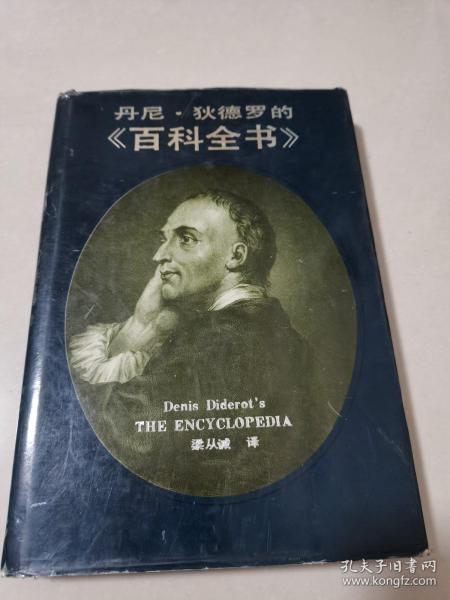 丹尼·狄德罗的
《百科全书》
Denis Diderot's
THE ENCYCLOPEDIA
梁从诫 译
孔夫子旧书网
www.kongfz.com